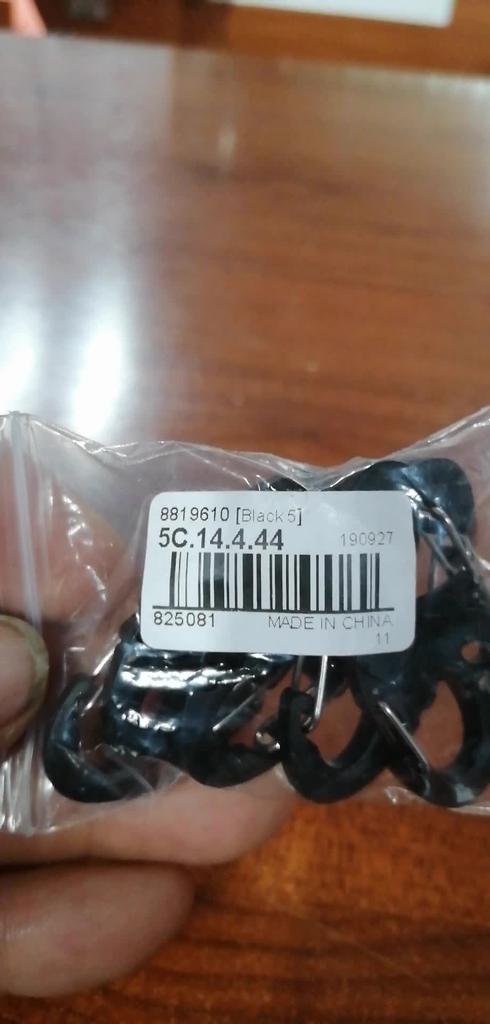 8819610 [Black 5]
5C.14.4.44 190927
825081 MADE IN CHINA
11